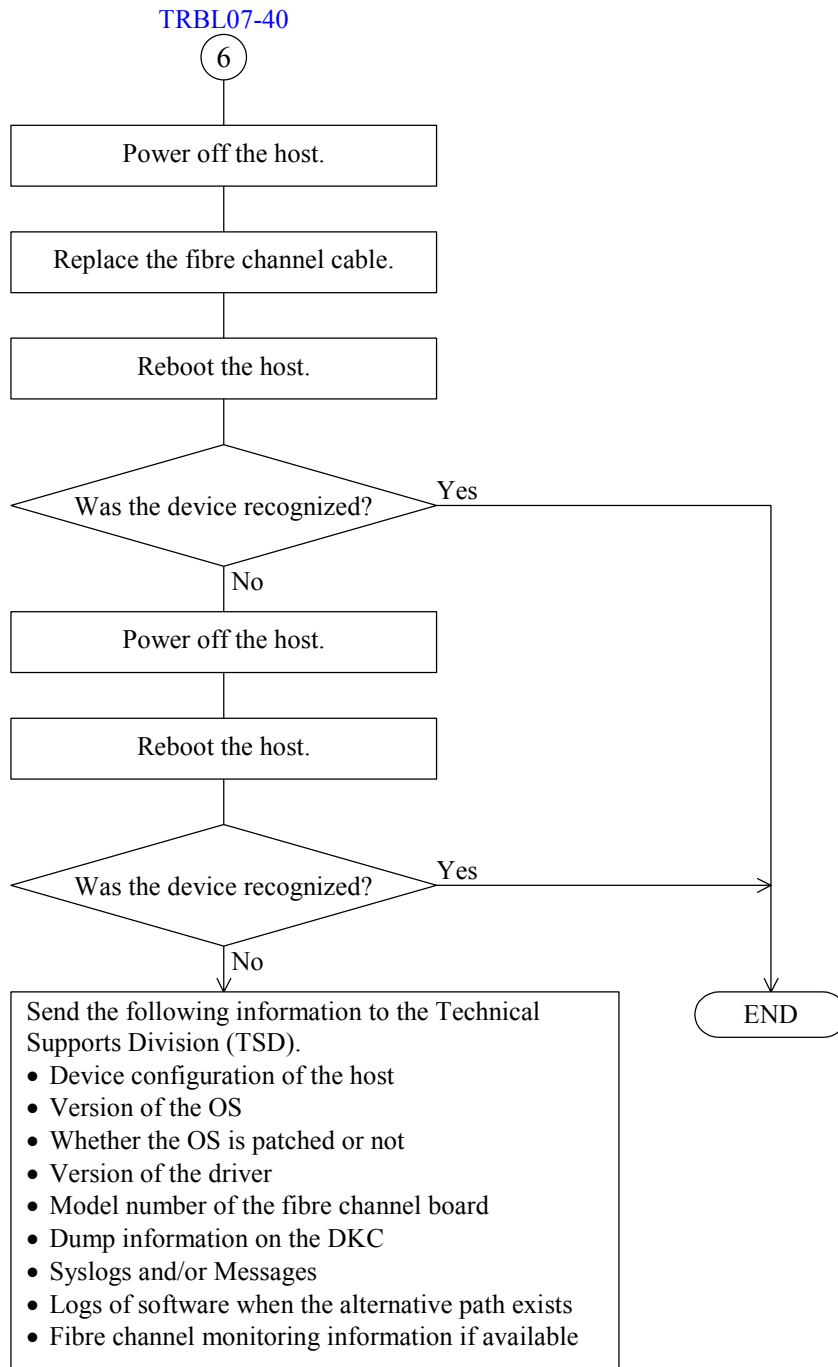 TRBL07-40
6
Power off the host.
Replace the fibre channel cable.
Reboot the host.
Was the device recognized?
Yes
No
Power off the host.
Reboot the host.
Was the device recognized?
Yes
No
Send the following information to the Technical
Supports Division (TSD).
• Device configuration of the host
• Version of the OS
• Whether the OS is patched or not
• Version of the driver
• Model number of the fibre channel board
• Dump information on the DKC
• Syslogs and/or Messages
• Logs of software when the alternative path exists
• Fibre channel monitoring information if available
END